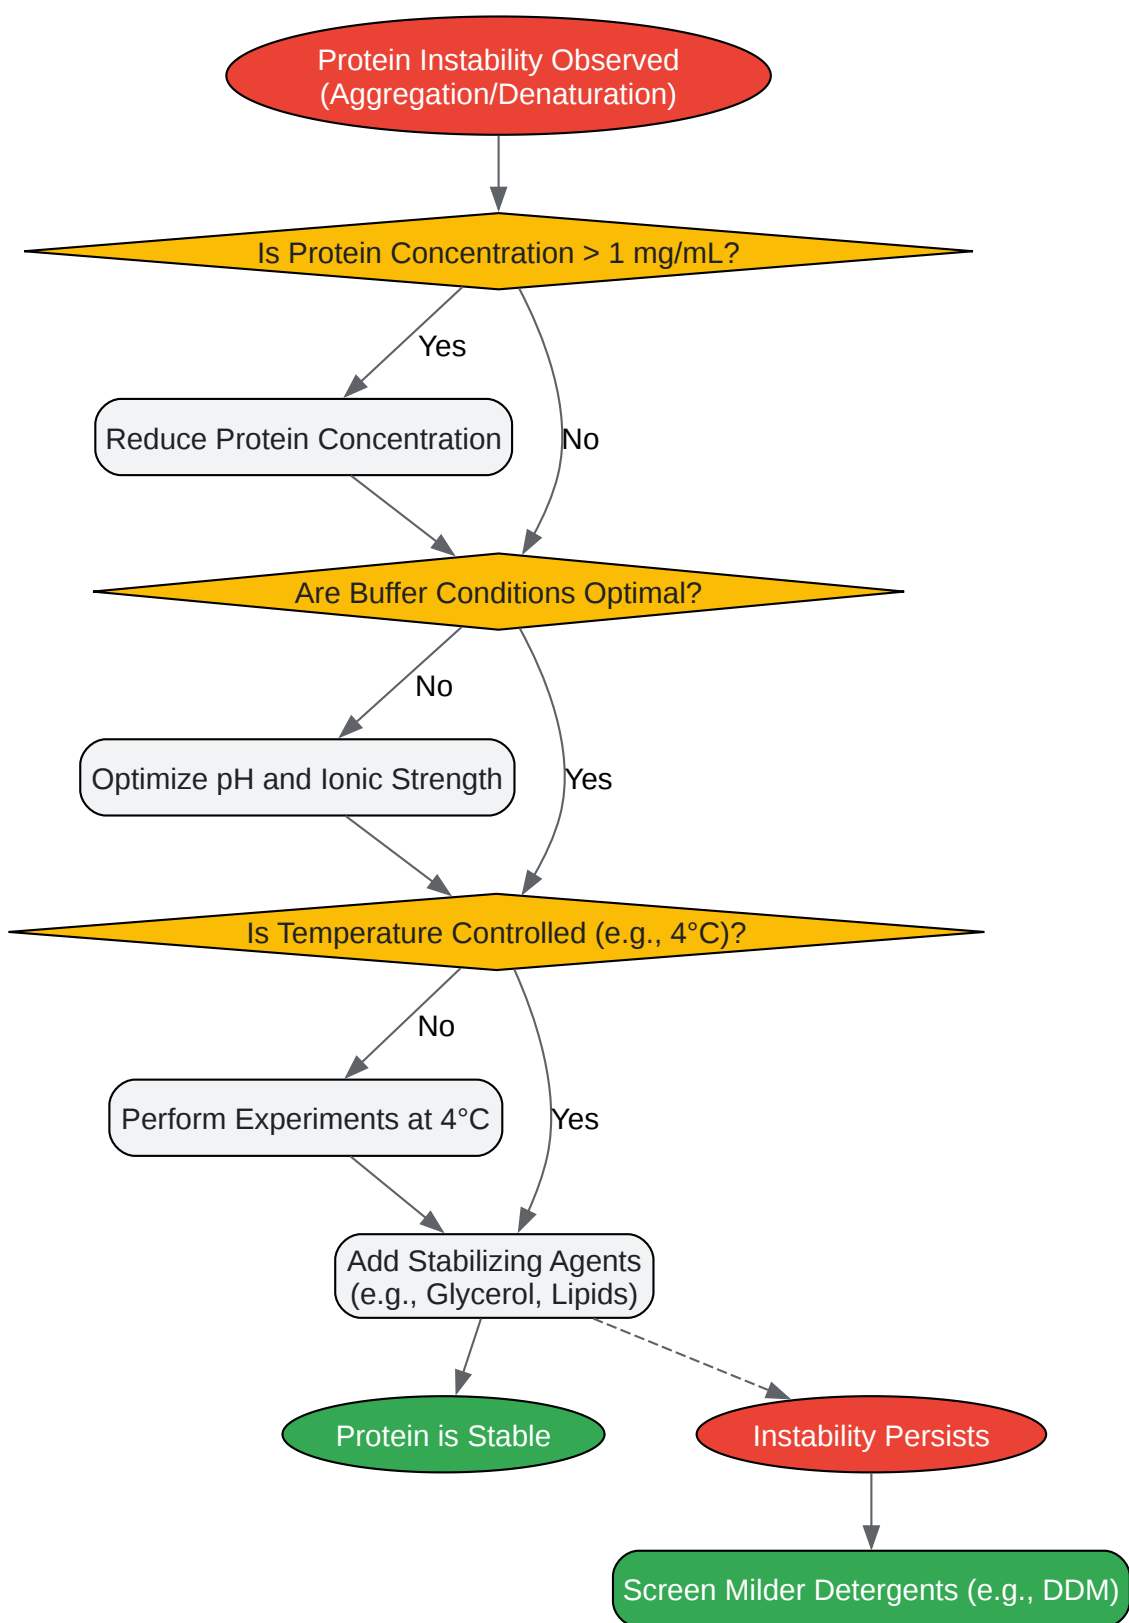 Protein Instability Observed
(Aggregation/Denaturation)
Is Protein Concentration > 1 mg/mL?
Yes
Reduce Protein Concentration
No
Are Buffer Conditions Optimal?
No
Optimize pH and Ionic Strength
Yes
Is Temperature Controlled (e.g., 4°C)?
No
Perform Experiments at 4°C
Yes
Add Stabilizing Agents
(e.g., Glycerol, Lipids)
Protein is Stable
Instability Persists
Screen Milder Detergents (e.g., DDM)